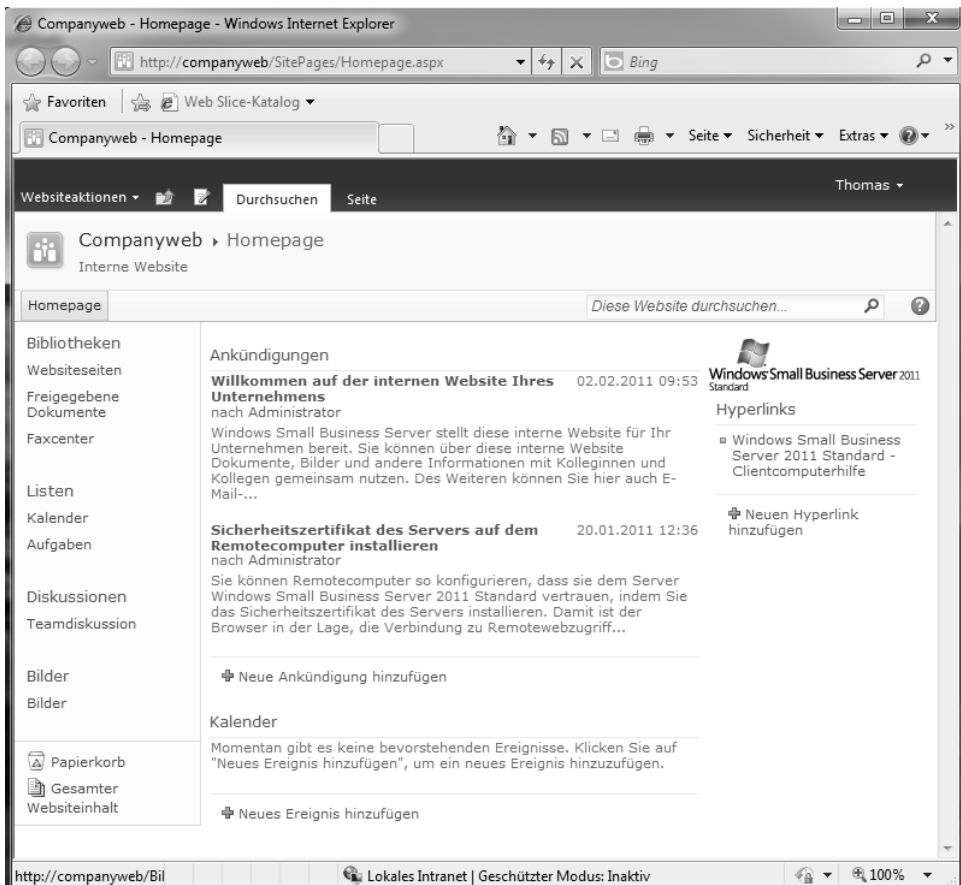 Companyweb - Homepage - Windows Internet Explorer
http://companyweb/SitePages/Homepage.aspx
Bing
Favoriten
Web Slice-Katalog
Companyweb - Homepage
Seite
Sicherheit
Extras
Websiteaktionen
Durchsuchen
Seite
Thomas
Companyweb
Homepage
Interne Website
Homepage
Diese Website durchsuchen...
Bibliotheken
Websiteseiten
Freigegebene
Dokumente
Faxcenter
Listen
Kalender
Aufgaben
Diskussionen
Teamdiskussion
Bilder
Bilder
Papierkorb
Gesamter
Websiteinhalt
Ankündigungen
Willkommen auf der internen Website Ihres 02.02.2011 09:53
Unternehmens
nach Administrator
Windows Small Business Server stellt diese interne Website für Ihr
Unternehmen bereit. Sie können über diese interne Website
Dokumente, Bilder und andere Informationen mit Kolleginnen und
Kollegen gemeinsam nutzen. Des Weiteren können Sie hier auch E-
Mail-...
Sicherheitszertifikat des Servers auf dem 20.01.2011 12:36
Remotecomputer installieren
nach Administrator
Sie können Remotecomputer so konfigurieren, dass sie dem Server
Windows Small Business Server 2011 Standard vertrauen, indem Sie
das Sicherheitszertifikat des Servers installieren. Damit ist der
Browser in der Lage, die Verbindung zu Remotewebzugriff...
Neue Ankündigung hinzufügen
Kalender
Momentan gibt es keine bevorstehenden Ereignisse. Klicken Sie auf
"Neues Ereignis hinzufügen", um ein neues Ereignis hinzuzufügen.
Neues Ereignis hinzufügen
Windows Small Business Server 2011
Standard
Hyperlinks
Windows Small Business
Server 2011 Standard -
Clientcomputerhilfe
Neuen Hyperlink
hinzufügen
http://companyweb/Bil
Lokales Intranet | Geschützter Modus: Inaktiv
100%